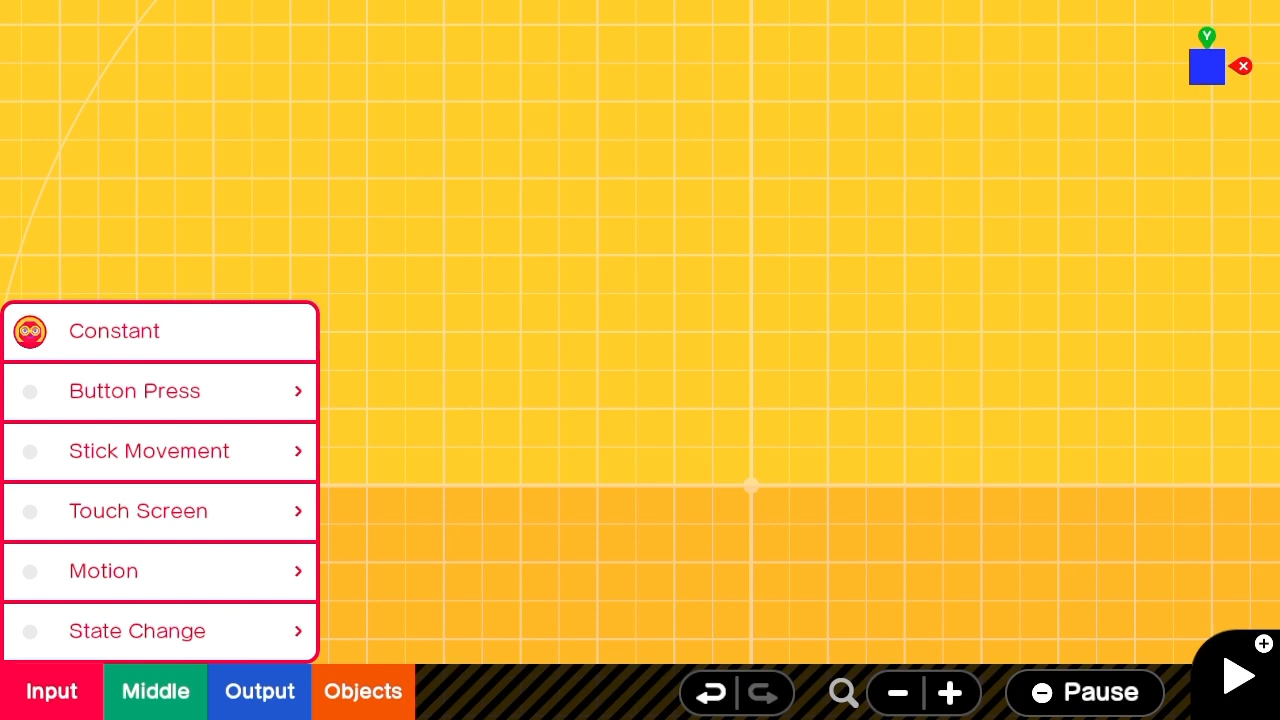 Y
X
Constant
Button Press
Stick Movement
Touch Screen
Motion
State Change
Input Middle Output Objects Pause